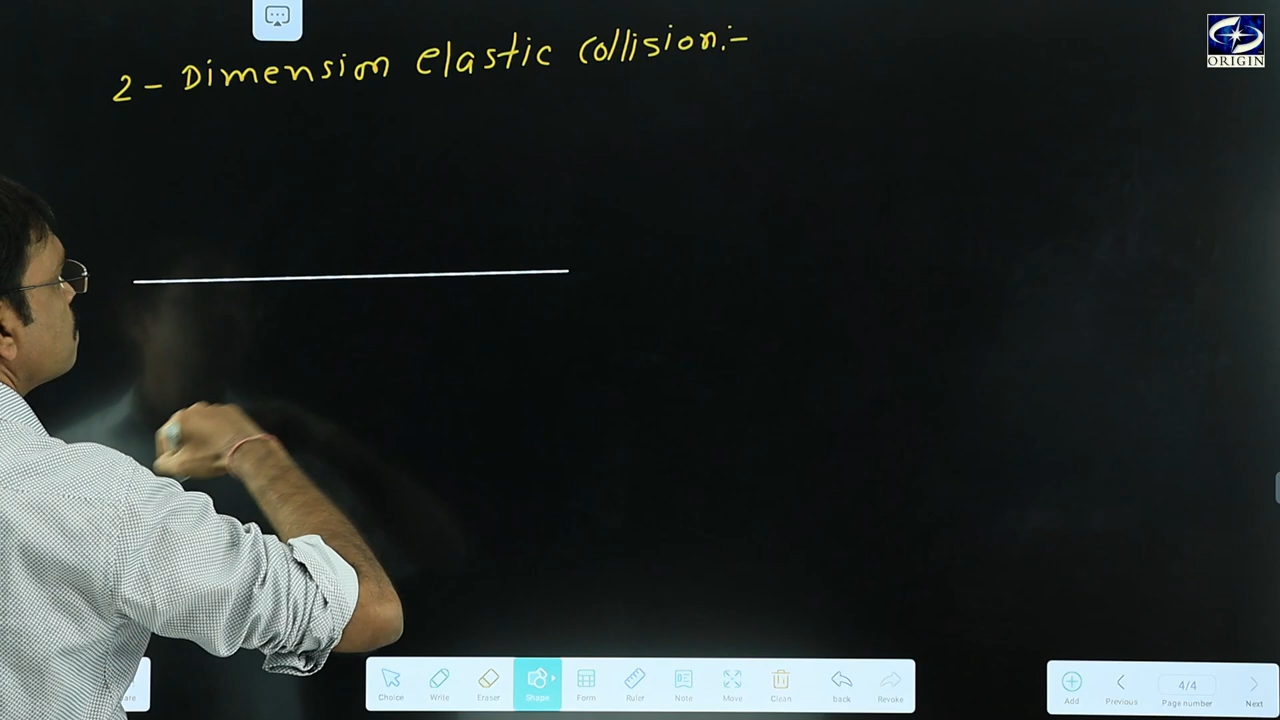 2 - Dimension elastic collision:-
ORIGIN
Choice Write Eraser Shape Form Ruler Note Move Clean back Revoke
Add Previous 4/4 Page number Next